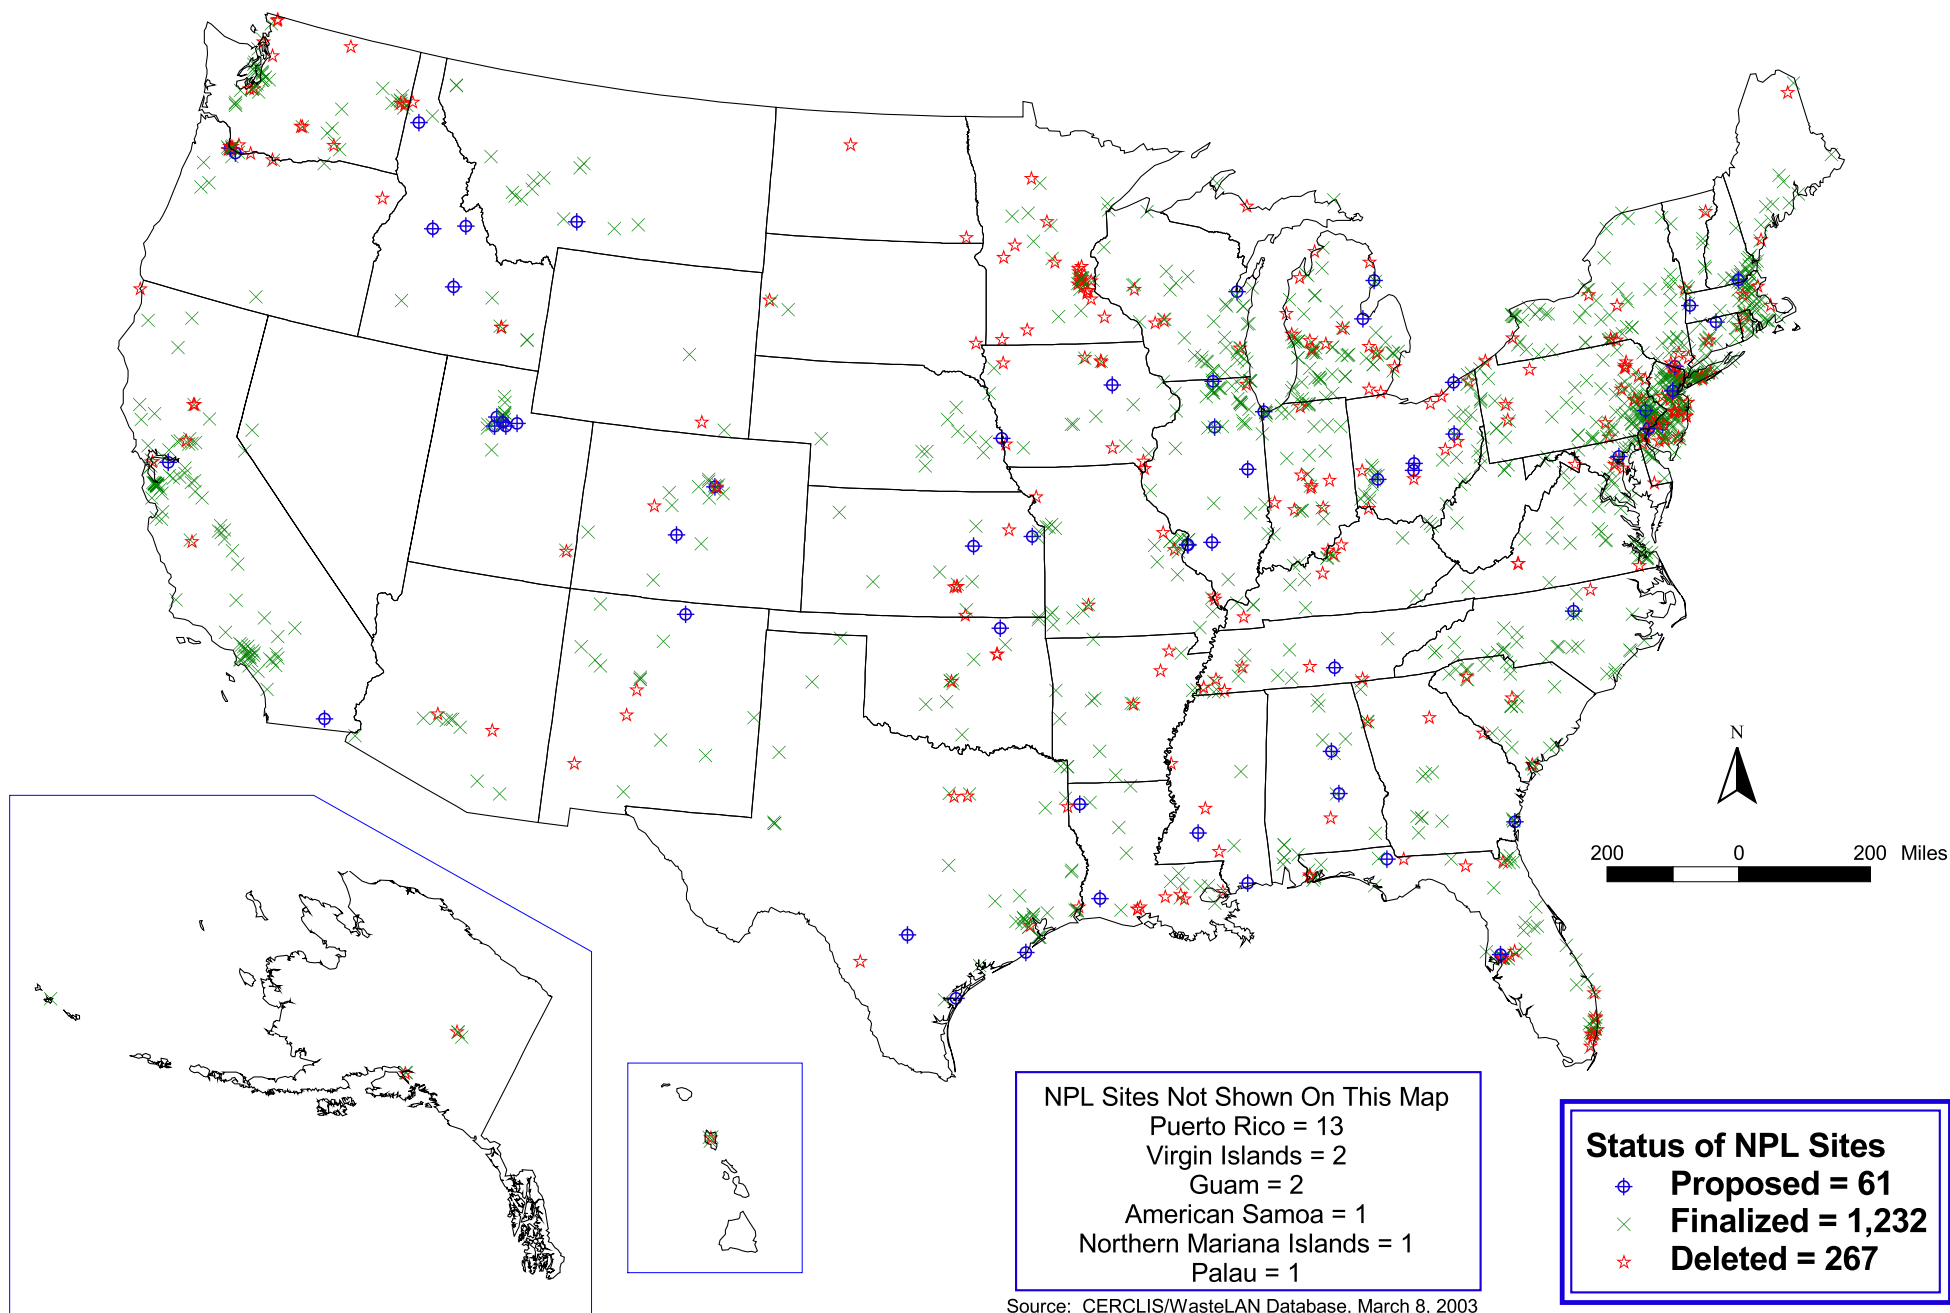 N
200 0 200 Miles
NPL Sites Not Shown On This Map
Puerto Rico = 13
Virgin Islands = 2
Guam = 2
American Samoa = 1
Northern Mariana Islands = 1
Palau = 1
Source: CERCLIS/WasteLAN Database, March 8, 2003
Status of NPL Sites
Proposed = 61
Finalized = 1,232
Deleted = 267